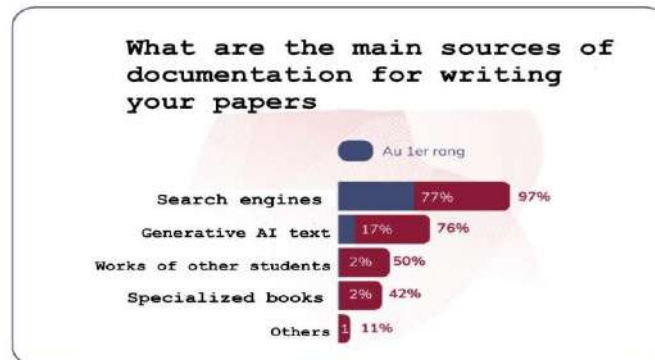 What are the main sources of
documentation for writing
your papers
Au 1er rang
Search engines 77% 97%
Generative AI text 17% 76%
Works of other students 2% 50%
Specialized books 2% 42%
Others 1 11%